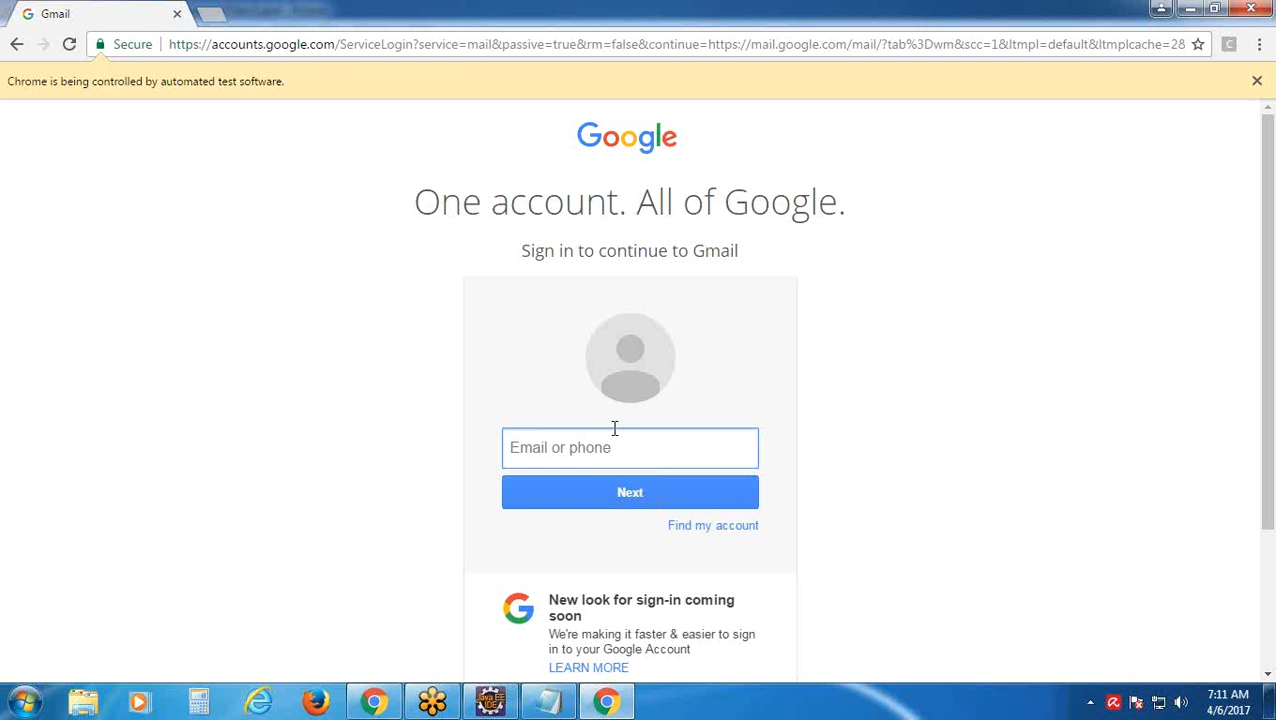 Gmail
Secure
https://accounts.google.com/ServiceLogin?service=mail&passive=true&rm=false&continue=https://mail.google.com/mail/?tab%3Dwm&scc=1&ltmpl=default&ltmplcache=28
C
Chrome is being controlled by automated test software.
Google
One account. All of Google.
Sign in to continue to Gmail
Email or phone
Next
Find my account
New look for sign-in coming
soon
We're making it faster & easier to sign
in to your Google Account
LEARN MORE
Java EE
IDE
7:11 AM
4/6/2017